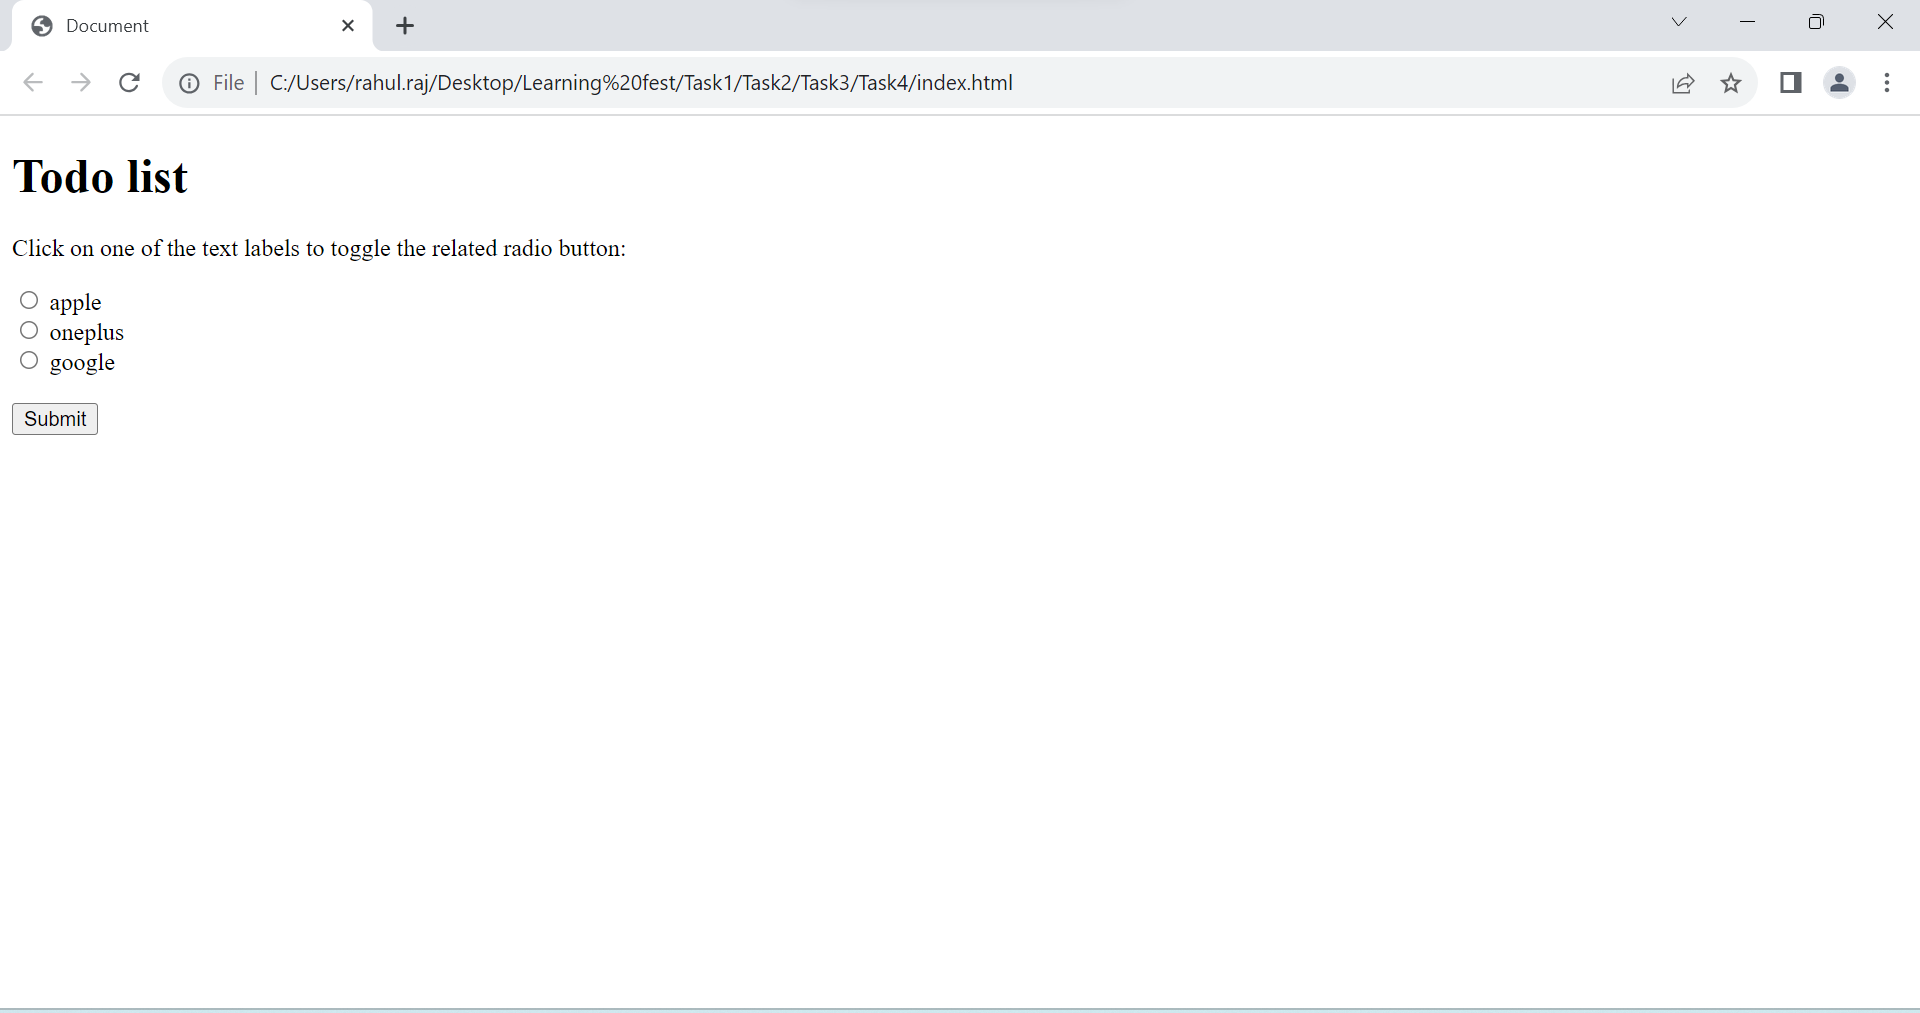 Document
File
C:/Users/rahul.raj/Desktop/Learning%20fest/Task1/Task2/Task3/Task4/index.html
Todo list
Click on one of the text labels to toggle the related radio button:
apple
oneplus
google
Submit